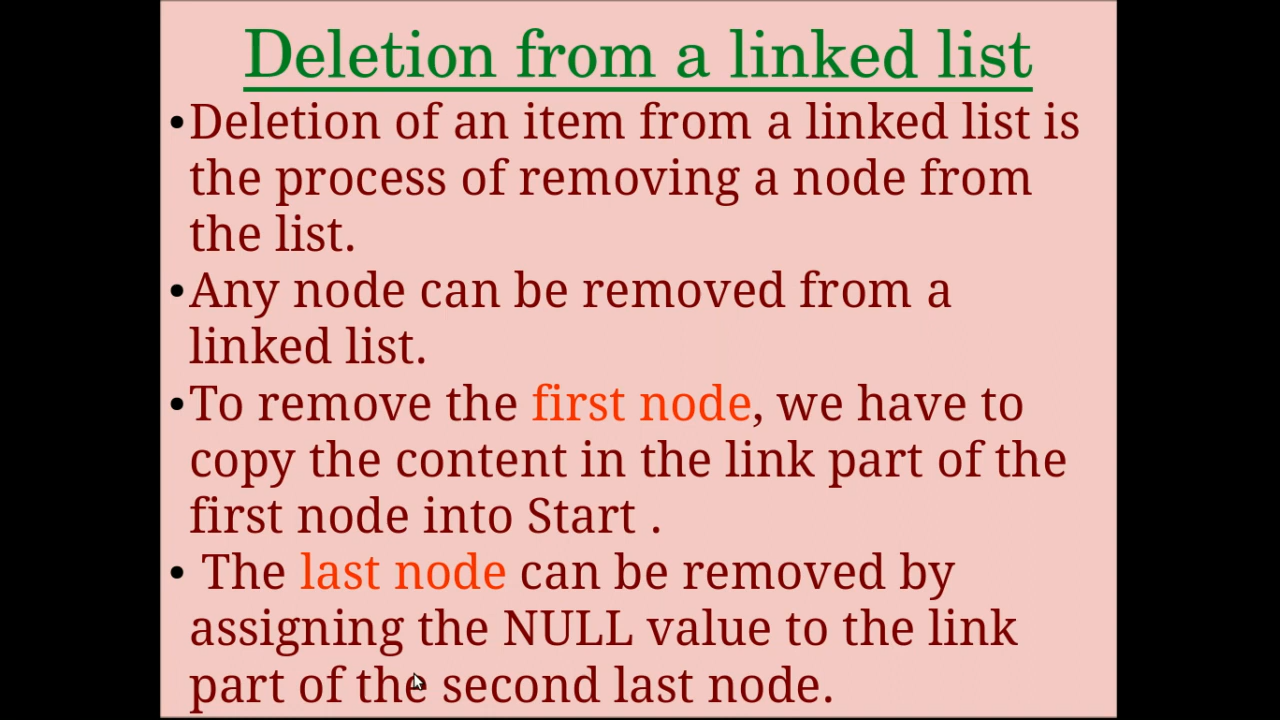 Deletion from a linked list
•Deletion of an item from a linked list is
the process of removing a node from
the list.
•Any node can be removed from a
linked list.
•To remove the first node, we have to
copy the content in the link part of the
first node into Start .
• The last node can be removed by
assigning the NULL value to the link
part of the second last node.